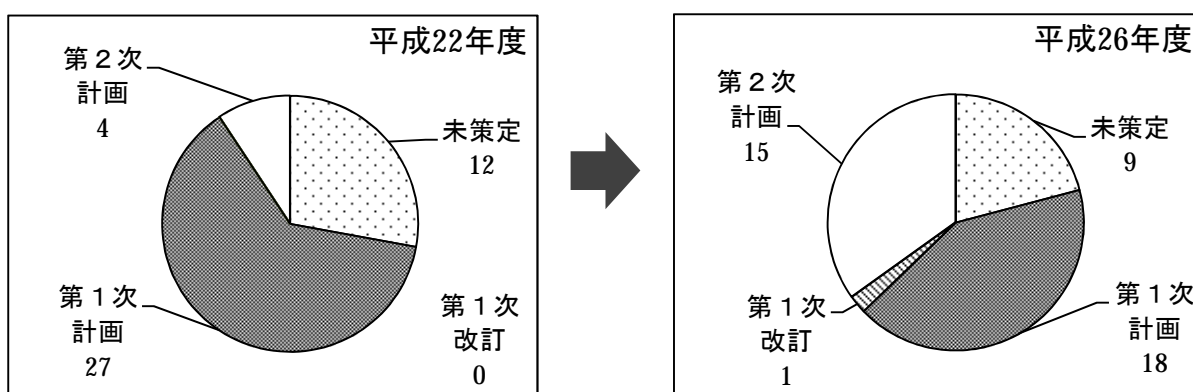 平成22年度
第２次
計画
4
未策定
12
第１次
計画
27
第１次
改訂
0
平成26年度
第２次
計画
15
未策定
9
第１次
改訂
1
第１次
計画
18